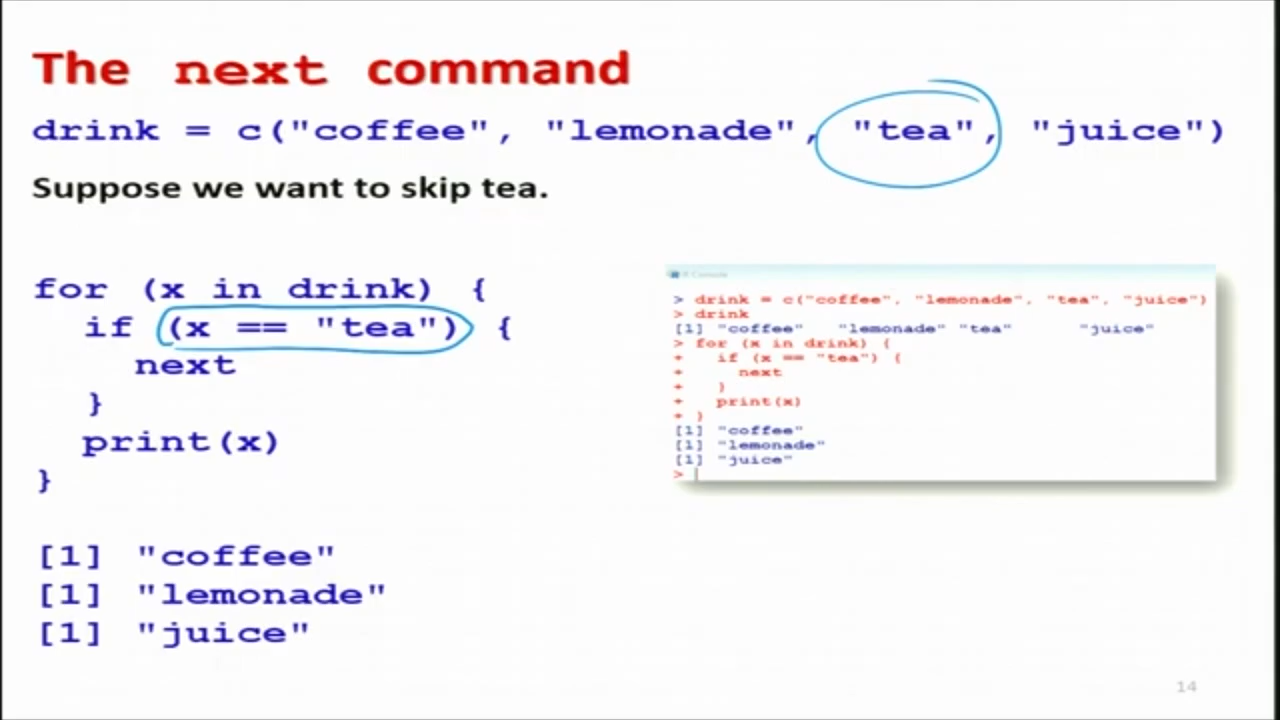 The next command
drink = c("coffee", "lemonade", "tea", "juice")
Suppose we want to skip tea.
for (x in drink) {
  if (x == "tea") {
    next
  }
  print(x)
}
[1] "coffee"
[1] "lemonade"
[1] "juice"
R Console
> drink = c("coffee", "lemonade", "tea", "juice")
> drink
[1] "coffee"   "lemonade" "tea"      "juice"
> for (x in drink) {
+   if (x == "tea") {
+     next
+   }
+   print(x)
+ }
[1] "coffee"
[1] "lemonade"
[1] "juice"
>
14